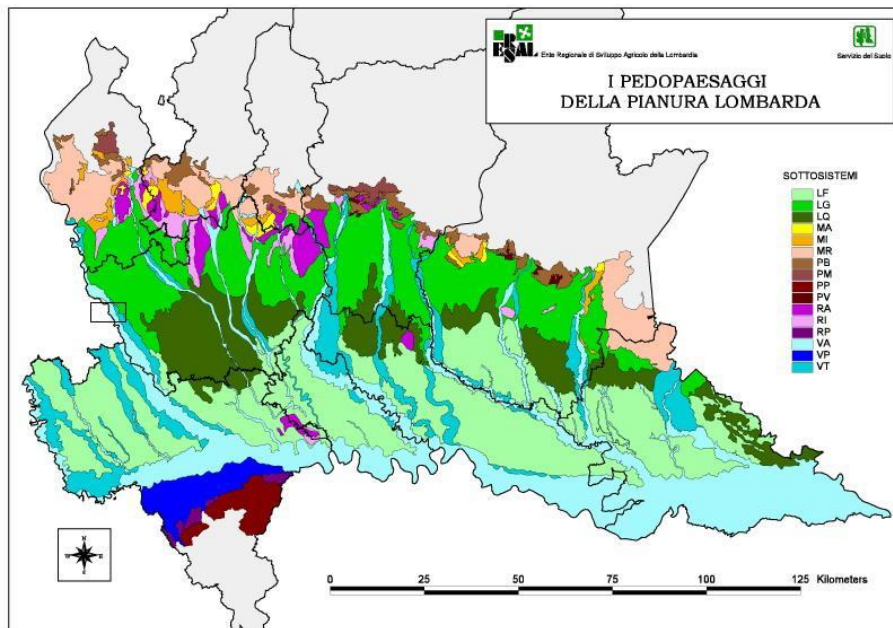 ERSAL Ente Regionale di Sviluppo Agricolo della Lombardia
Servizio del Suolo
I PEDOPAESAGGI
DELLA PIANURA LOMBARDA
SOTTOSISTEMI
LF
LG
LQ
MA
MI
MR
PB
PM
PP
PV
RA
RI
RP
VA
VP
VT
N
0 25 50 75 100 125 Kilometers